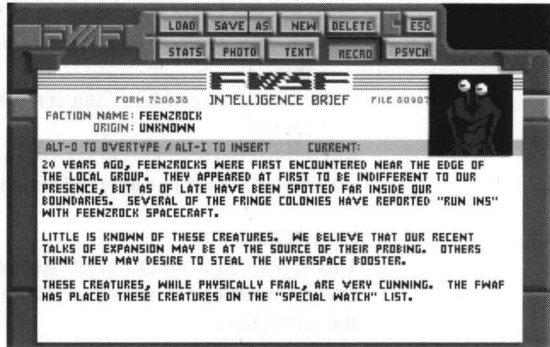 LOAD SAVE AS NEW DELETE ESC
FWAF
STATS PHOTO TEXT RECRD PSYCH
FWAF
FORM 720638 INTELLIGENCE BRIEF FILE 80907
FACTION NAME: FEENZROCK
ORIGIN: UNKNOWN
ALT-O TO OVERTYPE / ALT-I TO INSERT CURRENT:
20 YEARS AGO, FEENZROCKS WERE FIRST ENCOUNTERED NEAR THE EDGE OF
THE LOCAL GROUP. THEY APPEARED AT FIRST TO BE INDIFFERENT TO OUR
PRESENCE, BUT AS OF LATE HAVE BEEN SPOTTED FAR INSIDE OUR
BOUNDARIES. SEVERAL OF THE FRINGE COLONIES HAVE REPORTED "RUN INS"
WITH FEENZROCK SPACECRAFT.
LITTLE IS KNOWN OF THESE CREATURES. WE BELIEVE THAT OUR RECENT
TALKS OF EXPANSION MAY BE AT THE SOURCE OF THEIR PROBING. OTHERS
THINK THEY MAY DESIRE TO STEAL THE HYPERSPACE BOOSTER.
THESE CREATURES, WHILE PHYSICALLY FRAIL, ARE VERY CUNNING. THE FWAF
HAS PLACED THESE CREATURES ON THE "SPECIAL WATCH" LIST.